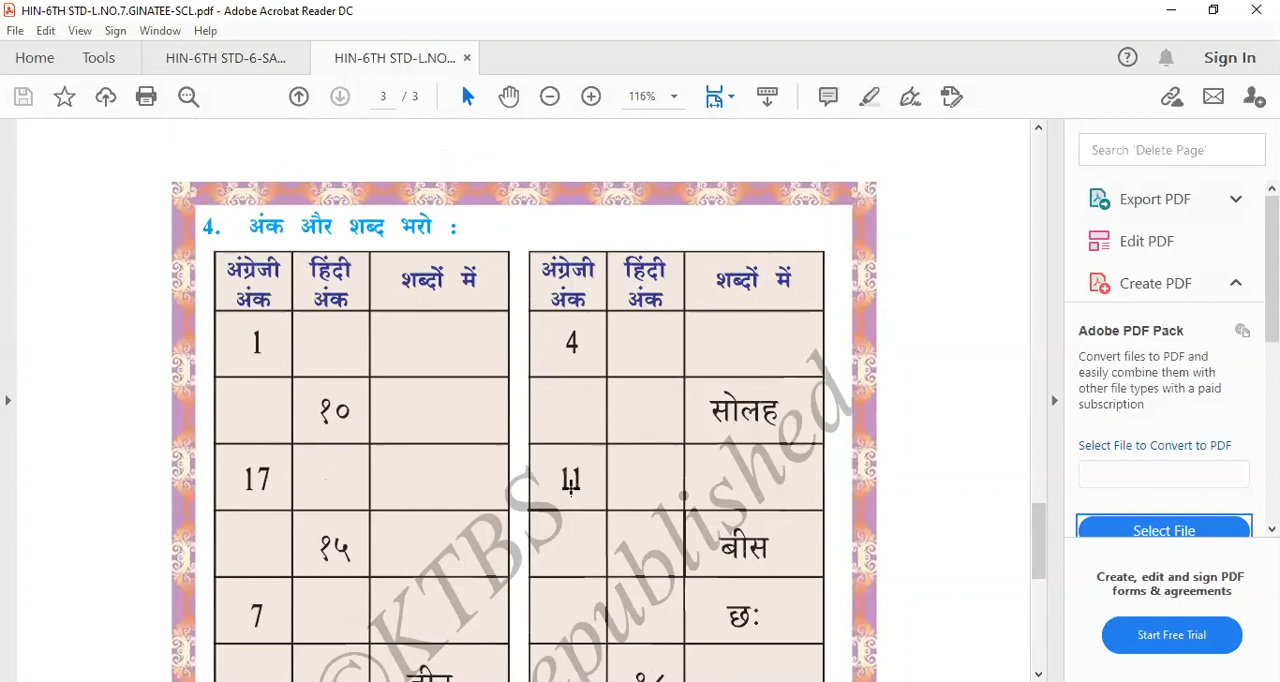 HIN-6TH STD-L.NO.7.GINATEE-SCL.pdf - Adobe Acrobat Reader DC
File Edit View Sign Window Help
Home Tools HIN-6TH STD-6-SA... HIN-6TH STD-L.NO... × Sign In
3 / 3 116%
Search 'Delete Page'
Export PDF
Edit PDF
Create PDF
Adobe PDF Pack
Convert files to PDF and
easily combine them with
other file types with a paid
subscription
Select File to Convert to PDF
Select File
Create, edit and sign PDF
forms & agreements
Start Free Trial
4. अंक और शब्द भरो :
अंग्रेजी अंक हिंदी अंक शब्दों में अंग्रेजी अंक हिंदी अंक शब्दों में
1 4
१० सोलह
17 11
१५ बीस
7 छः
©KTBS
republished